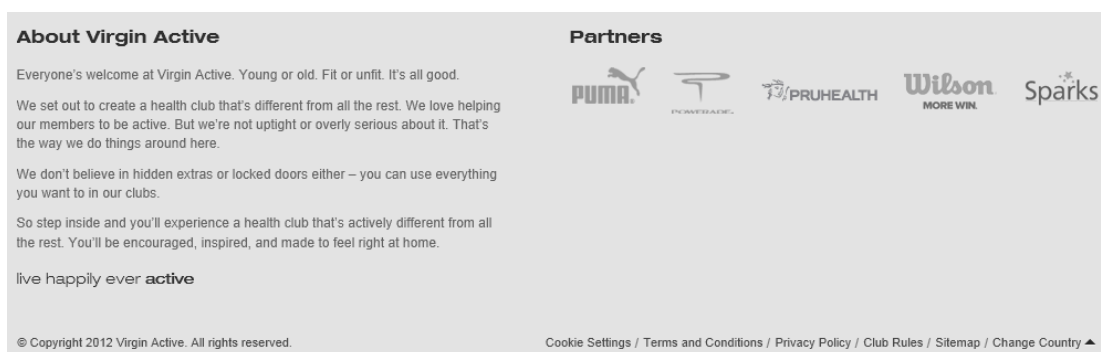 About Virgin Active
Everyone's welcome at Virgin Active. Young or old. Fit or unfit. It's all good.
We set out to create a health club that's different from all the rest. We love helping
our members to be active. But we're not uptight or overly serious about it. That's
the way we do things around here.
We don't believe in hidden extras or locked doors either – you can use everything
you want to in our clubs.
So step inside and you'll experience a health club that's actively different from all
the rest. You'll be encouraged, inspired, and made to feel right at home.
live happily ever active
Partners
PUMA
POWERADE
PRUHEALTH
Wilson
MORE WIN.
Sparks
© Copyright 2012 Virgin Active. All rights reserved.
Cookie Settings / Terms and Conditions / Privacy Policy / Club Rules / Sitemap / Change Country